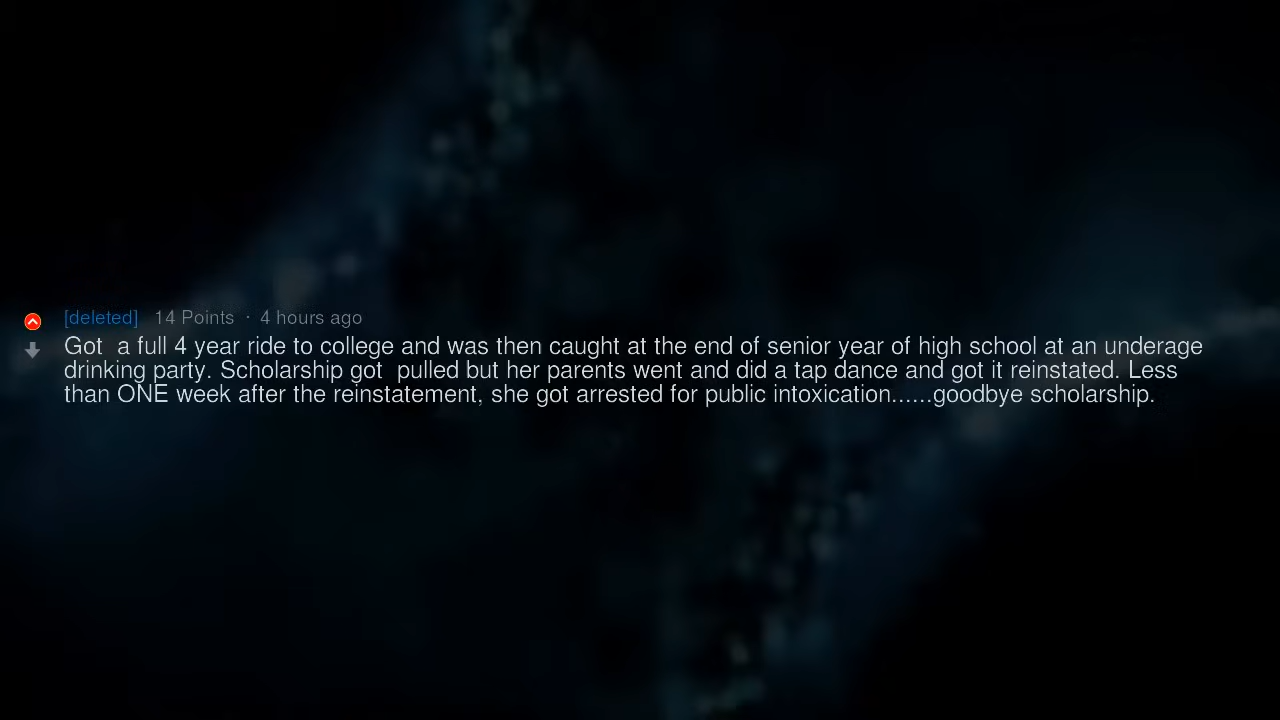 [deleted] 14 Points · 4 hours ago
Got  a full 4 year ride to college and was then caught at the end of senior year of high school at an underage
drinking party. Scholarship got  pulled but her parents went and did a tap dance and got it reinstated. Less
than ONE week after the reinstatement, she got arrested for public intoxication......goodbye scholarship.